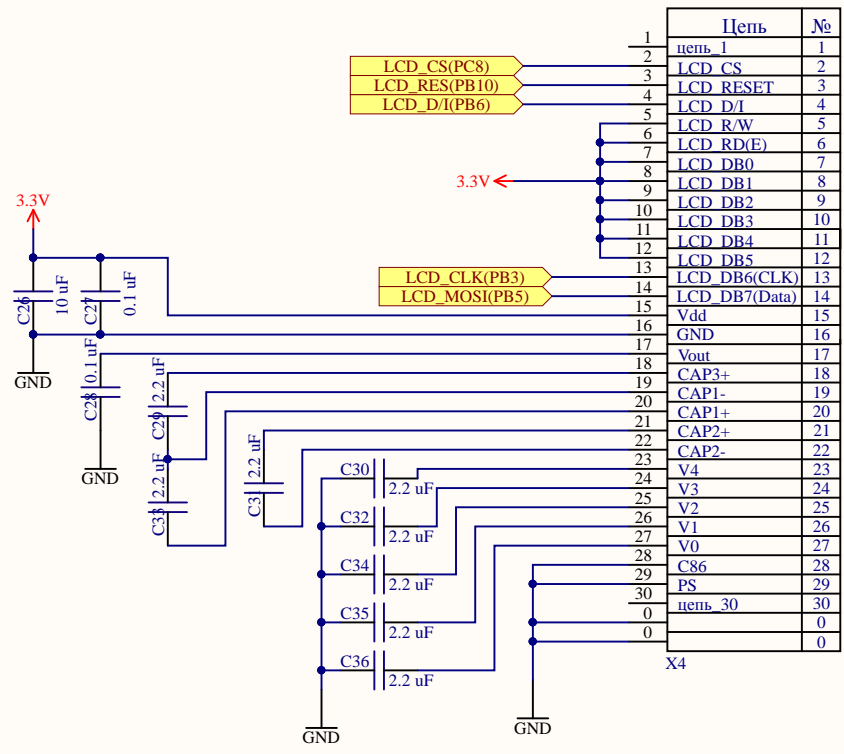 Цепь №
1 цепь_1 1
LCD_CS(PC8) 2 LCD_CS 2
LCD_RES(PB10) 3 LCD_RESET 3
LCD_D/I(PB6) 4 LCD_D/I 4
5 LCD_R/W 5
6 LCD_RD(E) 6
7 LCD_DB0 7
3.3V 8 LCD_DB1 8
9 LCD_DB2 9
10 LCD_DB3 10
11 LCD_DB4 11
12 LCD_DB5 12
LCD_CLK(PB3) 13 LCD_DB6(CLK) 13
LCD_MOSI(PB5) 14 LCD_DB7(Data) 14
15 Vdd 15
16 GND 16
17 Vout 17
18 CAP3+ 18
19 CAP1- 19
20 CAP1+ 20
21 CAP2+ 21
22 CAP2- 22
23 V4 23
24 V3 24
25 V2 25
26 V1 26
27 V0 27
28 C86 28
29 PS 29
30 цепь_30 30
0 0
0 0
X4
3.3V
C26 10 uF
C27 0.1 uF
GND
C28 0.1 uF
GND
C29 2.2 uF
C33 2.2 uF
C31 2.2 uF
C30 2.2 uF
C32 2.2 uF
C34 2.2 uF
C35 2.2 uF
C36 2.2 uF
GND
GND